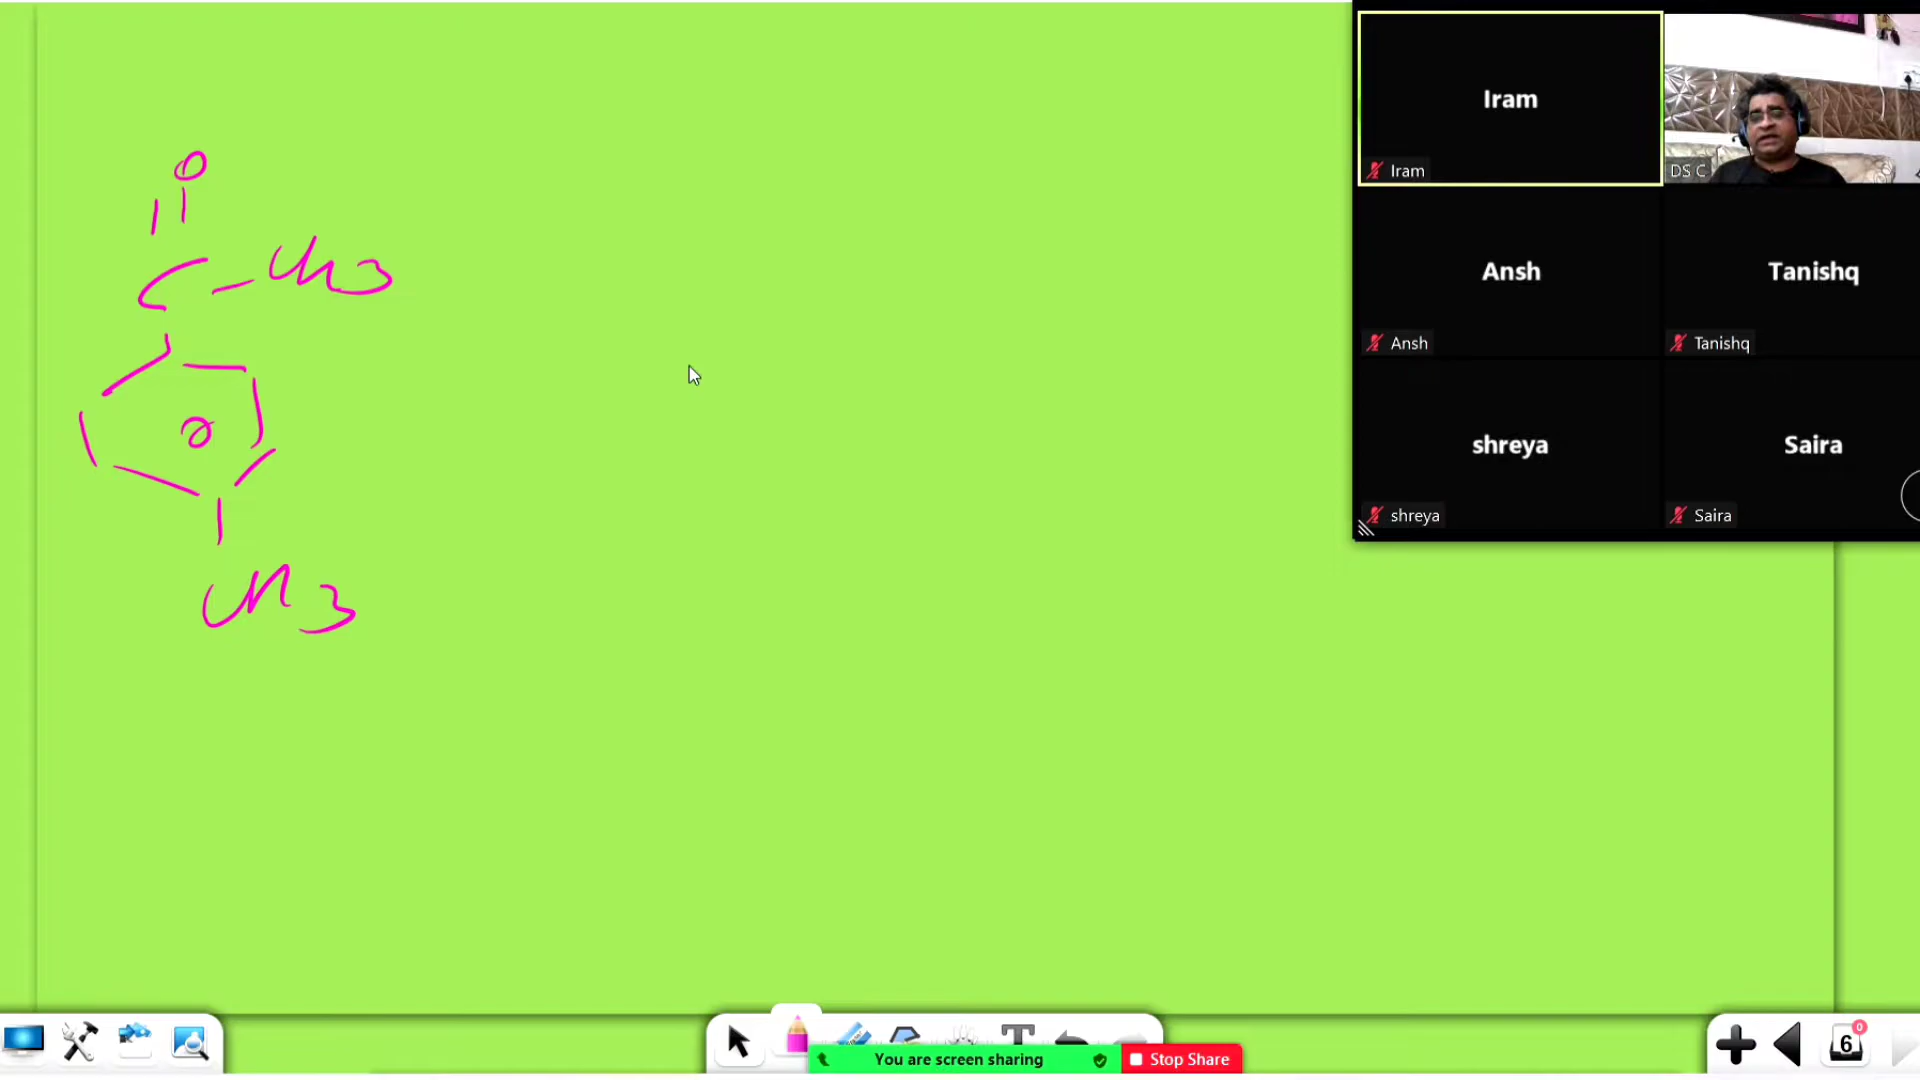 O
C-CH3
CH3
Iram
Iram
DS C
Ansh
Tanishq
Ansh
Tanishq
shreya
Saira
shreya
Saira
T
You are screen sharing
Stop Share
0
6